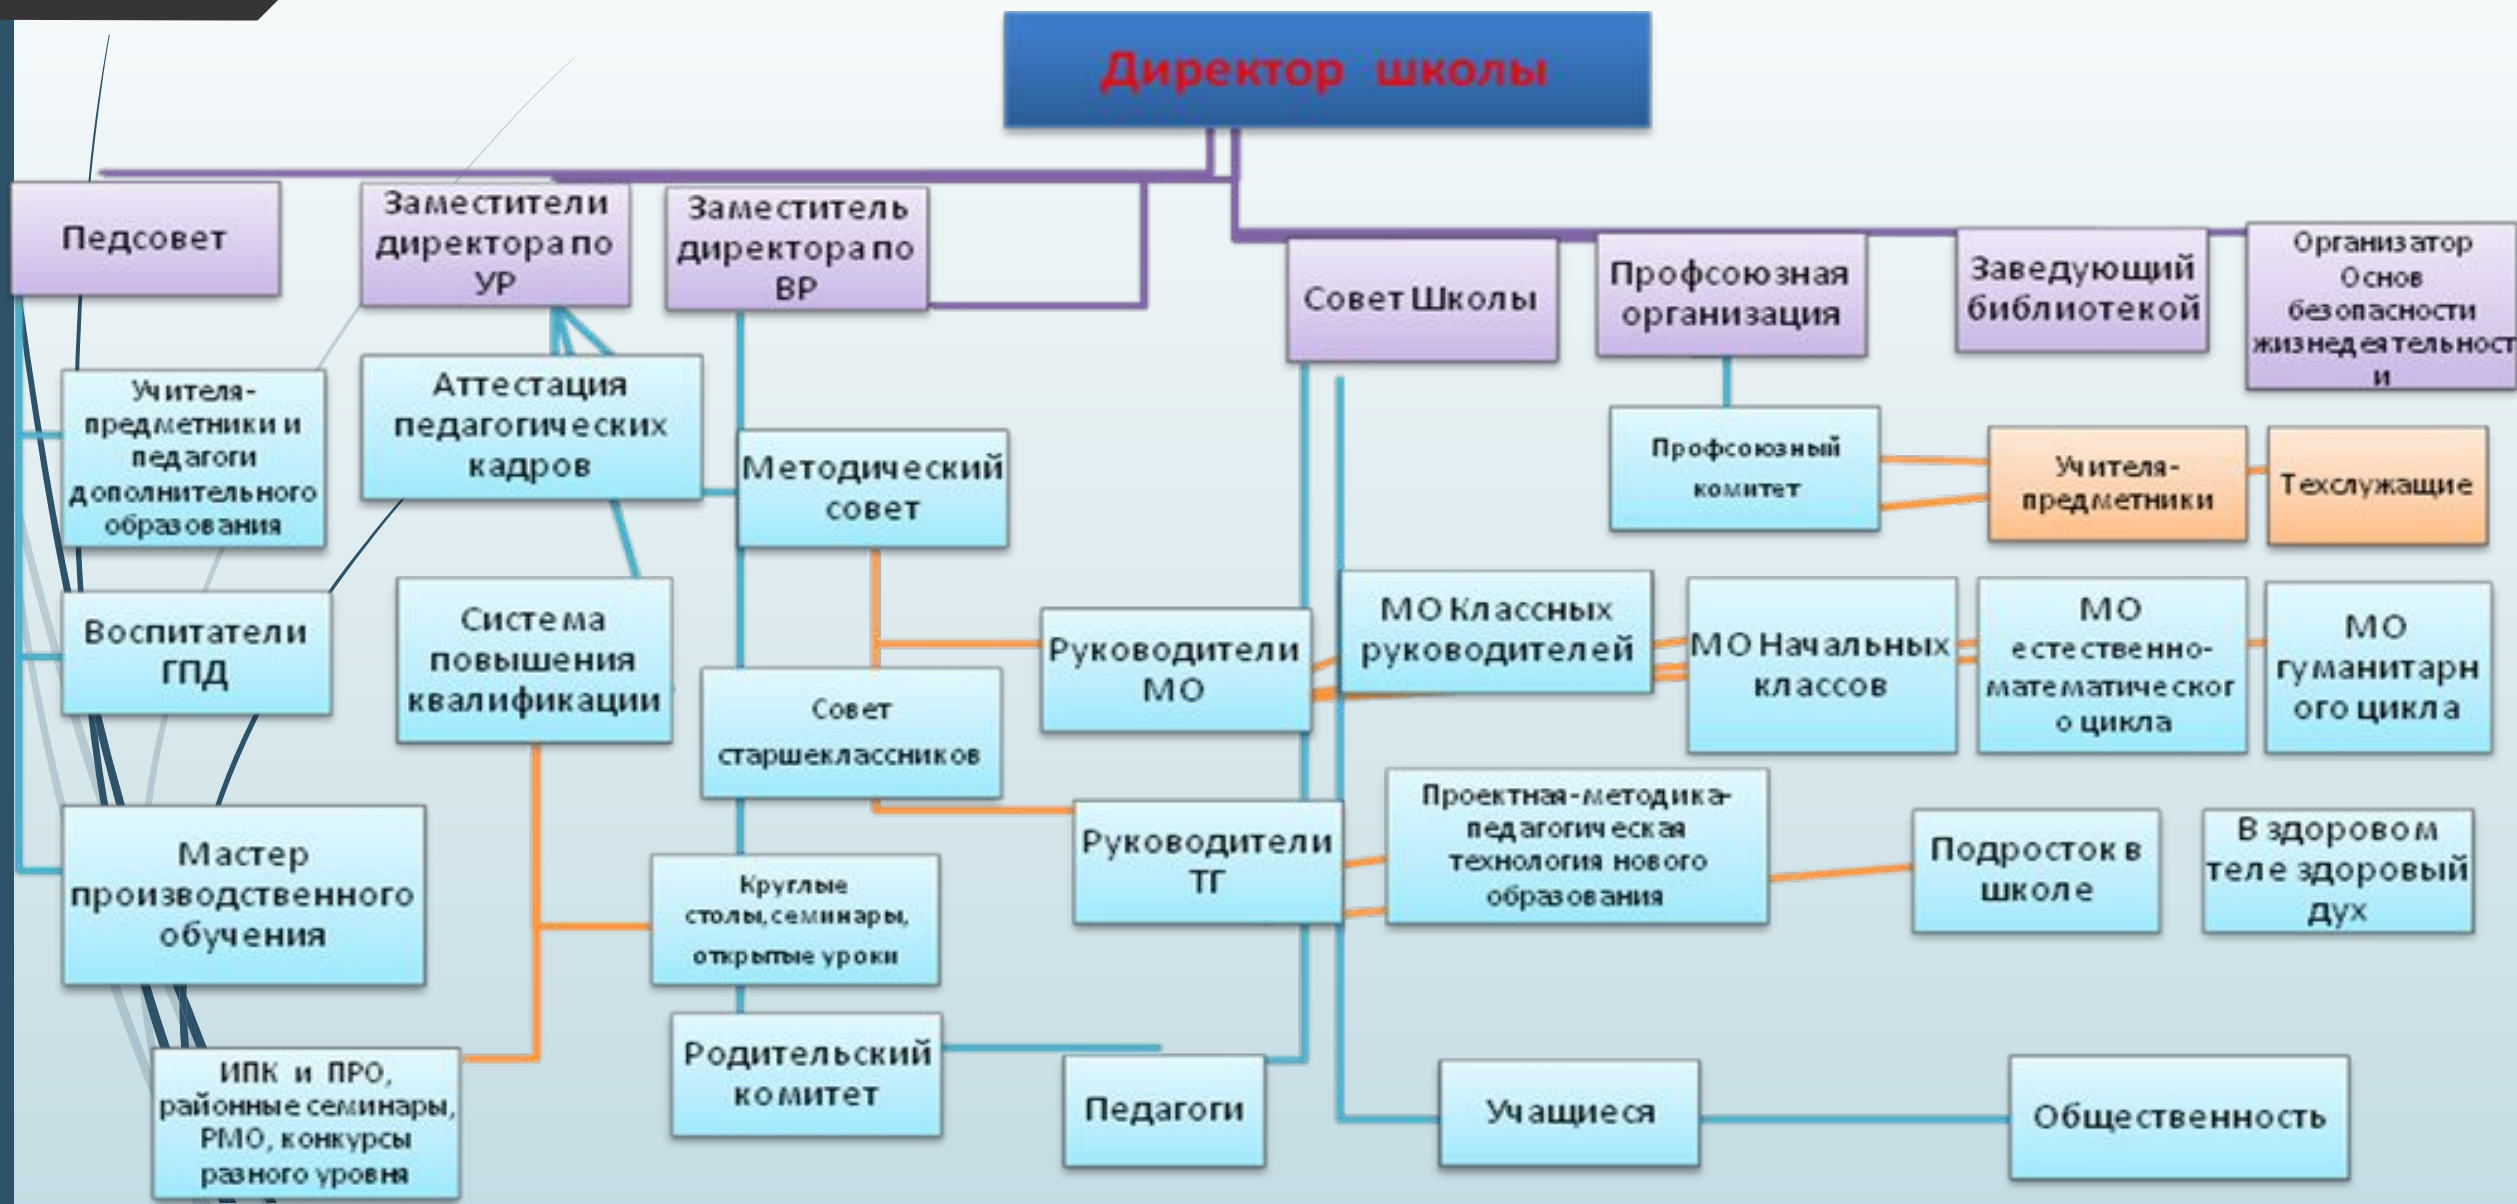 Директор школы
Педсовет
Заместители
директора по
УР
Заместитель
директора по
ВР
Совет Школы
Профсоюзная
организация
Заведующий
библиотекой
Организатор
Основ
безопасности
жизнедеятельност
и
Учителя-
предметники и
педагоги
дополнительного
образования
Аттестация
педагогических
кадров
Методический
совет
Профсоюзный
комитет
Учителя-
предметники
Техслужащие
Воспитатели
ГПД
Система
повышения
квалификации
Совет
старшеклассников
Руководители
МО
МО Классных
руководителей
МО Начальных
классов
МО
естественно-
математическог
о цикла
МО
гуманитарн
ого цикла
Мастер
производственного
обучения
Круглые
столы,семинары,
открытые уроки
Руководители
ТГ
Проектная-методика-
педагогическая
технология нового
образования
Подросток в
школе
В здоровом
теле здоровый
дух
ИПК и ПРО,
районные семинары,
РМО, конкурсы
разного уровня
Родительский
комитет
Педагоги
Учащиеся
Общественность